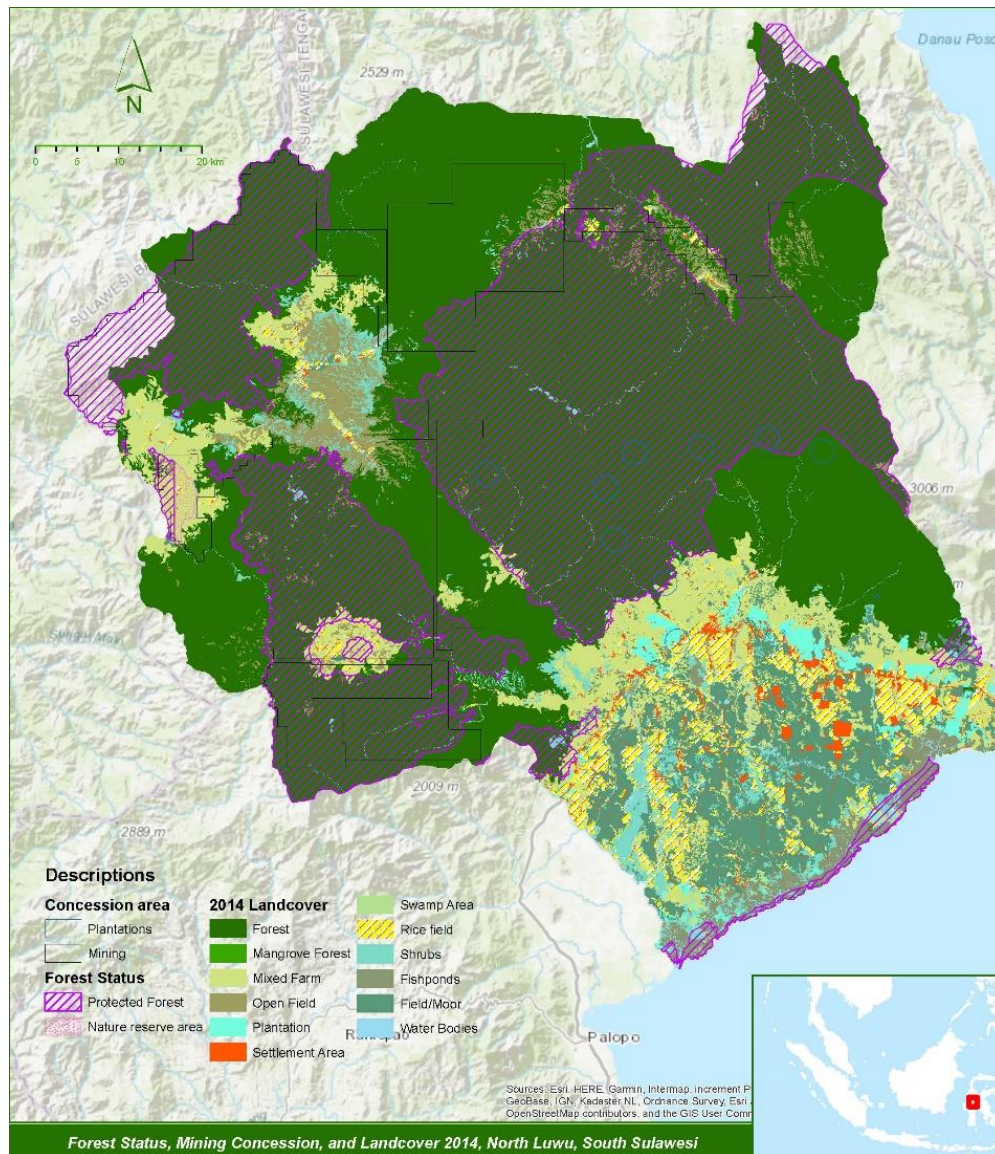 Danau Poso
SULAWESI TENGAH
2529 m
N
0 5 10 20 km
SULAWESI BA
3006 m
2009 m
2889 m
Descriptions
Concession area
Plantations
Mining
Forest Status
Protected Forest
Nature reserve area
2014 Landcover
Forest
Mangrove Forest
Mixed Farm
Open Field
Plantation
Settlement Area
Swamp Area
Rice field
Shrubs
Fishponds
Field/Moor
Water Bodies
Palopo
Sources: Esri, HERE, Garmin, Intermap, increment P
GeoBase, IGN, Kadaster NL, Ordnance Survey, Esri
OpenStreetMap contributors, and the GIS User Comm
Forest Status, Mining Concession, and Landcover 2014, North Luwu, South Sulawesi